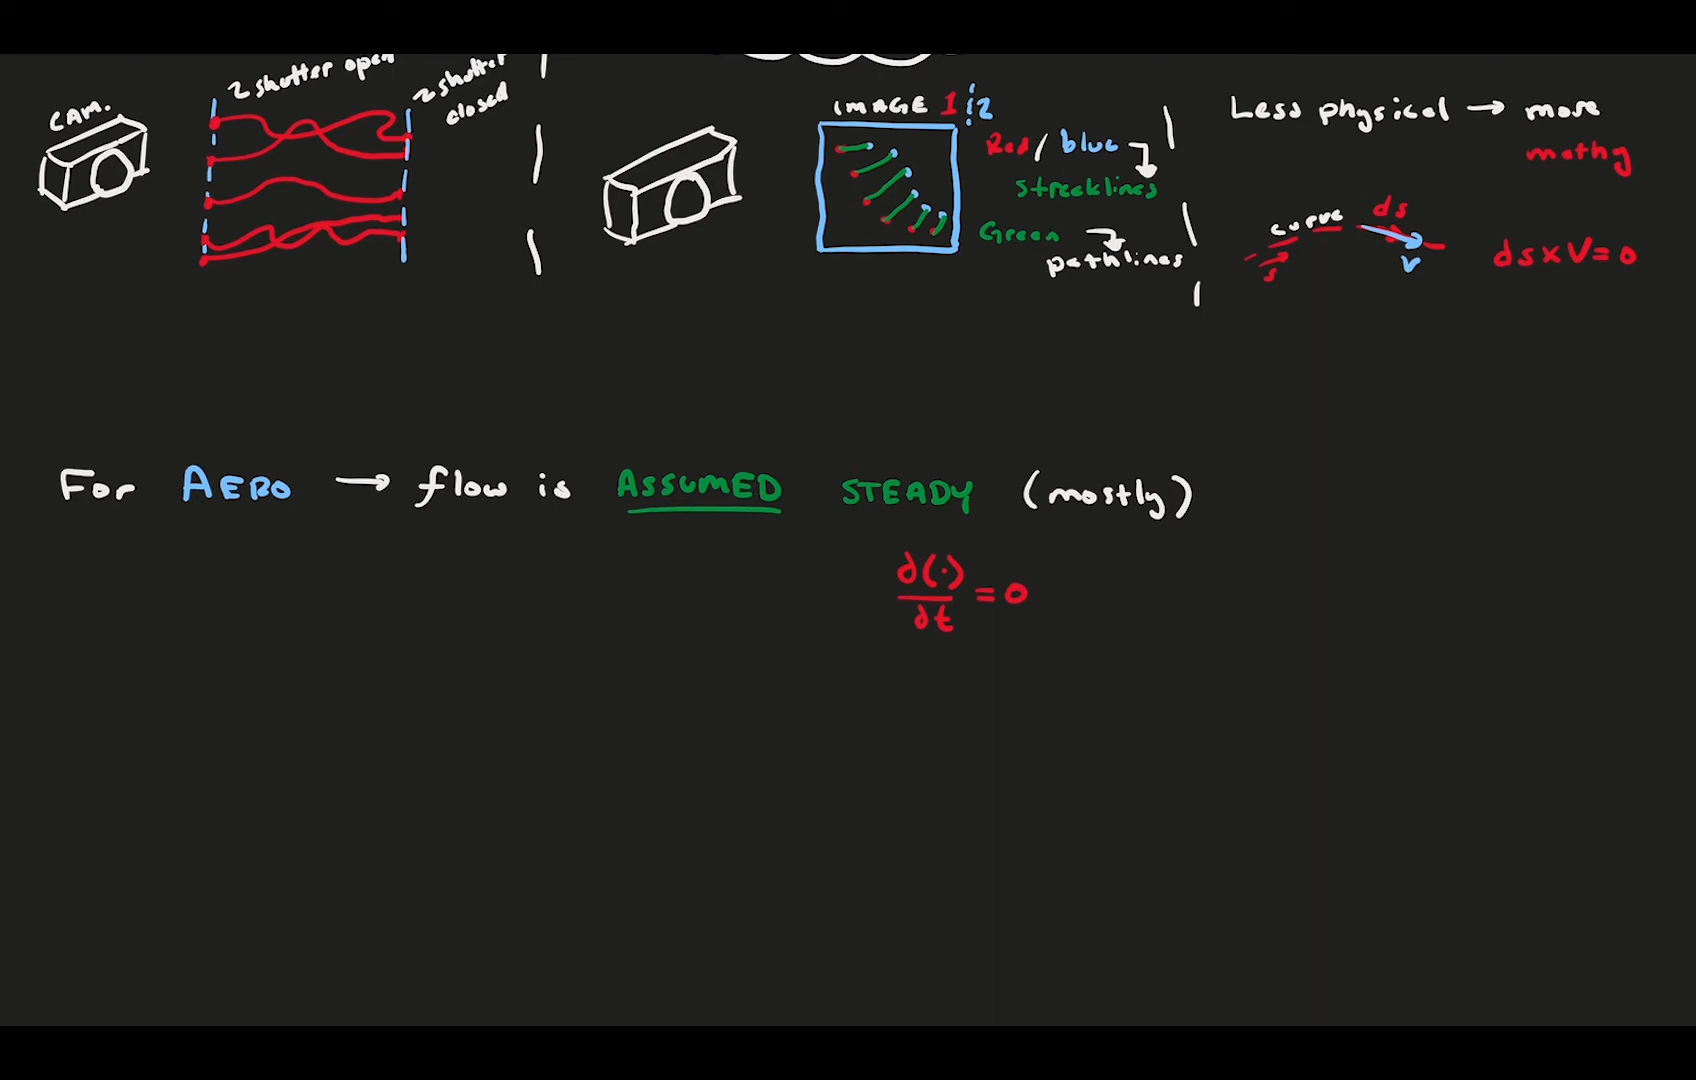 CAM.
2 shutter open
2 shutter
closed
IMAGE 1 & 2
Red / blue
strecklines
Green
pathlines
Less physical → more
mathy
curve
ds
s
V
ds x V = 0
For AERO → flow is ASSUMED STEADY (mostly)
∂(·)
∂t
= 0